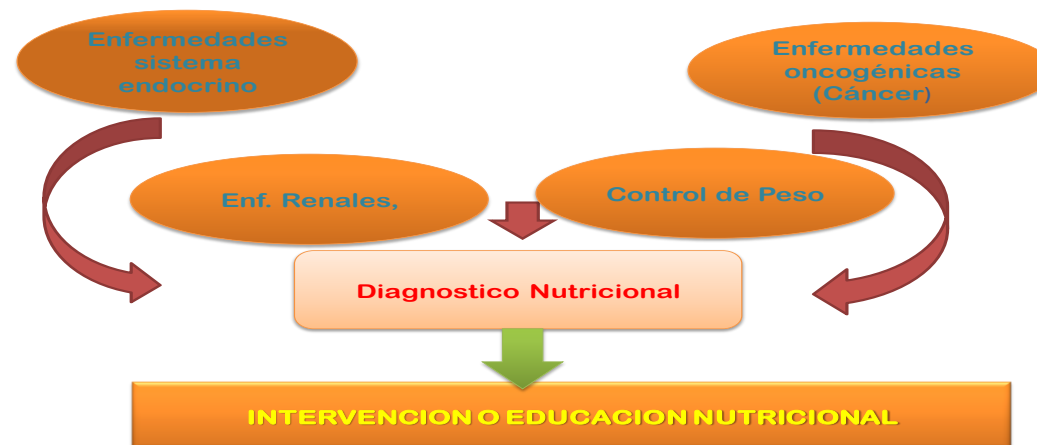 Enfermedades
sistema
endocrino
Enfermedades
oncogénicas
(Cáncer)
Enf. Renales,
Control de Peso
Diagnostico Nutricional
INTERVENCION O EDUCACION NUTRICIONAL